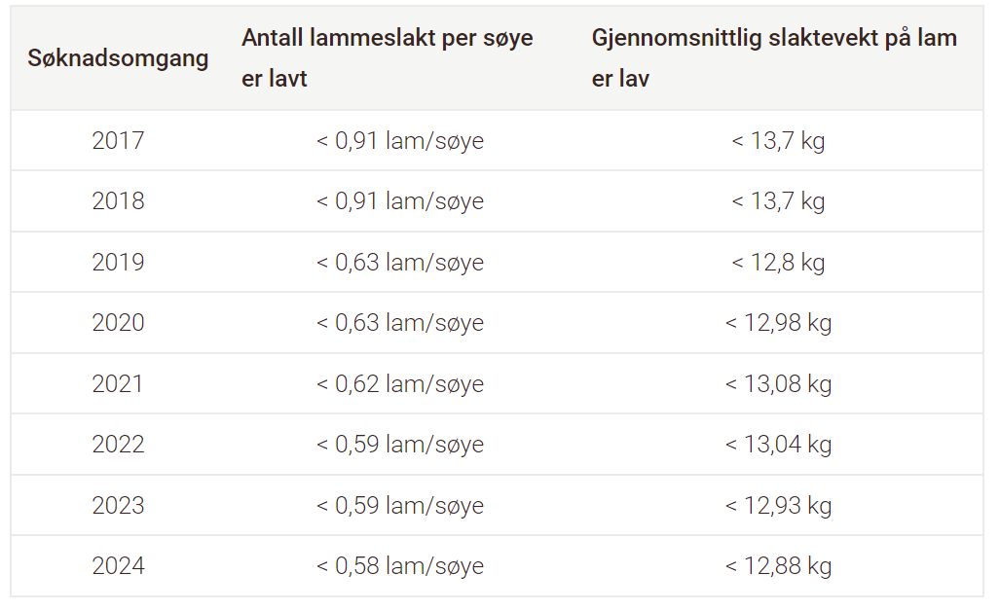 Søknadsomgang
Antall lammeslakt per søye
er lavt
Gjennomsnittlig slaktevekt på lam
er lav
2017 < 0,91 lam/søye < 13,7 kg
2018 < 0,91 lam/søye < 13,7 kg
2019 < 0,63 lam/søye < 12,8 kg
2020 < 0,63 lam/søye < 12,98 kg
2021 < 0,62 lam/søye < 13,08 kg
2022 < 0,59 lam/søye < 13,04 kg
2023 < 0,59 lam/søye < 12,93 kg
2024 < 0,58 lam/søye < 12,88 kg